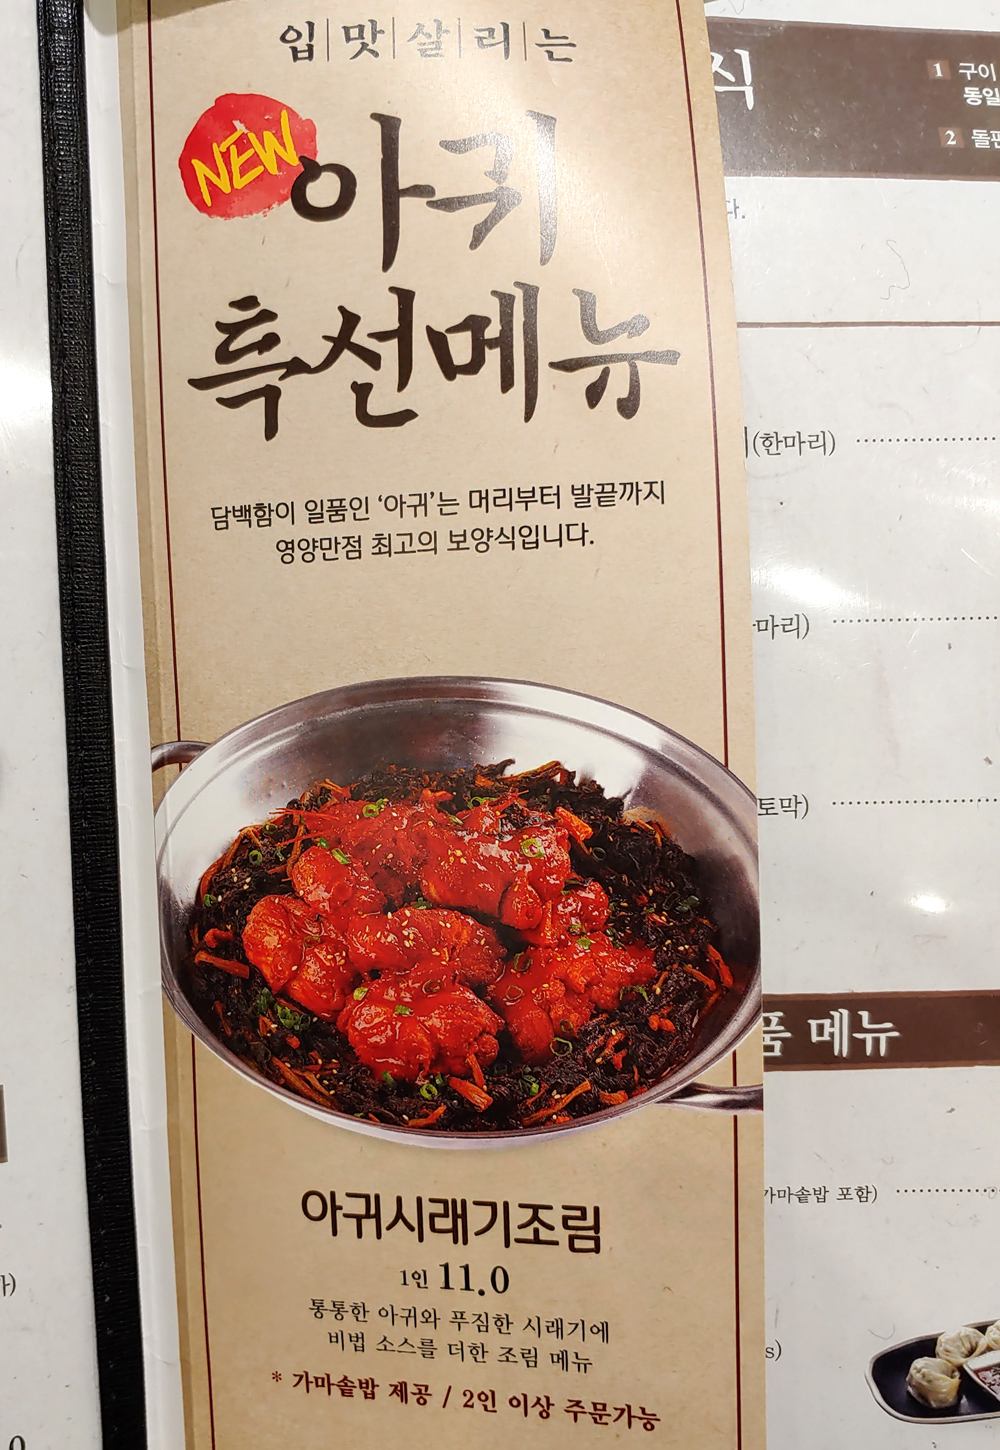 입|맛|살|리|는
NEW
아귀
특선메뉴
담백함이 일품인 ‘아귀’는 머리부터 발끝까지
영양만점 최고의 보양식입니다.
아귀시래기조림
1인 11.0
통통한 아귀와 푸짐한 시래기에
비법 소스를 더한 조림 메뉴
* 가마솥밥 제공 / 2인 이상 주문가능
식
1 구이
동일
2 돌판
다.
(한마리)
마리)
토막)
품 메뉴
가마솥밥 포함)
s)